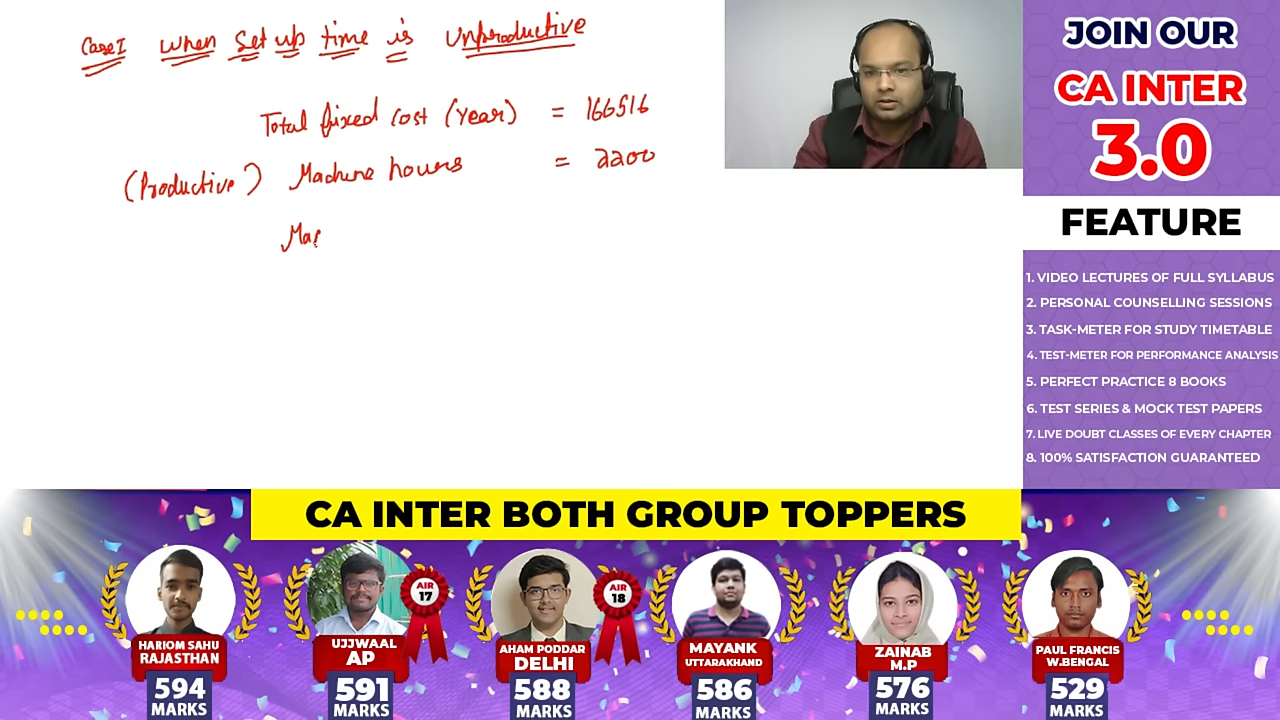 Case I when Set up time is Unproductive
Total fixed cost (Year) = 166516
(Productive) Machine hours = 2200
Mac
JOIN OUR
CA INTER
3.0
FEATURE
1. VIDEO LECTURES OF FULL SYLLABUS
2. PERSONAL COUNSELLING SESSIONS
3. TASK-METER FOR STUDY TIMETABLE
4. TEST-METER FOR PERFORMANCE ANALYSIS
5. PERFECT PRACTICE 8 BOOKS
6. TEST SERIES & MOCK TEST PAPERS
7. LIVE DOUBT CLASSES OF EVERY CHAPTER
8. 100% SATISFACTION GUARANTEED
CA INTER BOTH GROUP TOPPERS
HARIOM SAHU
RAJASTHAN
594
MARKS
AIR
17
UJJWAAL
AP
591
MARKS
AIR
18
AHAM PODDAR
DELHI
588
MARKS
MAYANK
UTTARAKHAND
586
MARKS
ZAINAB
M.P
576
MARKS
PAUL FRANCIS
W.BENGAL
529
MARKS